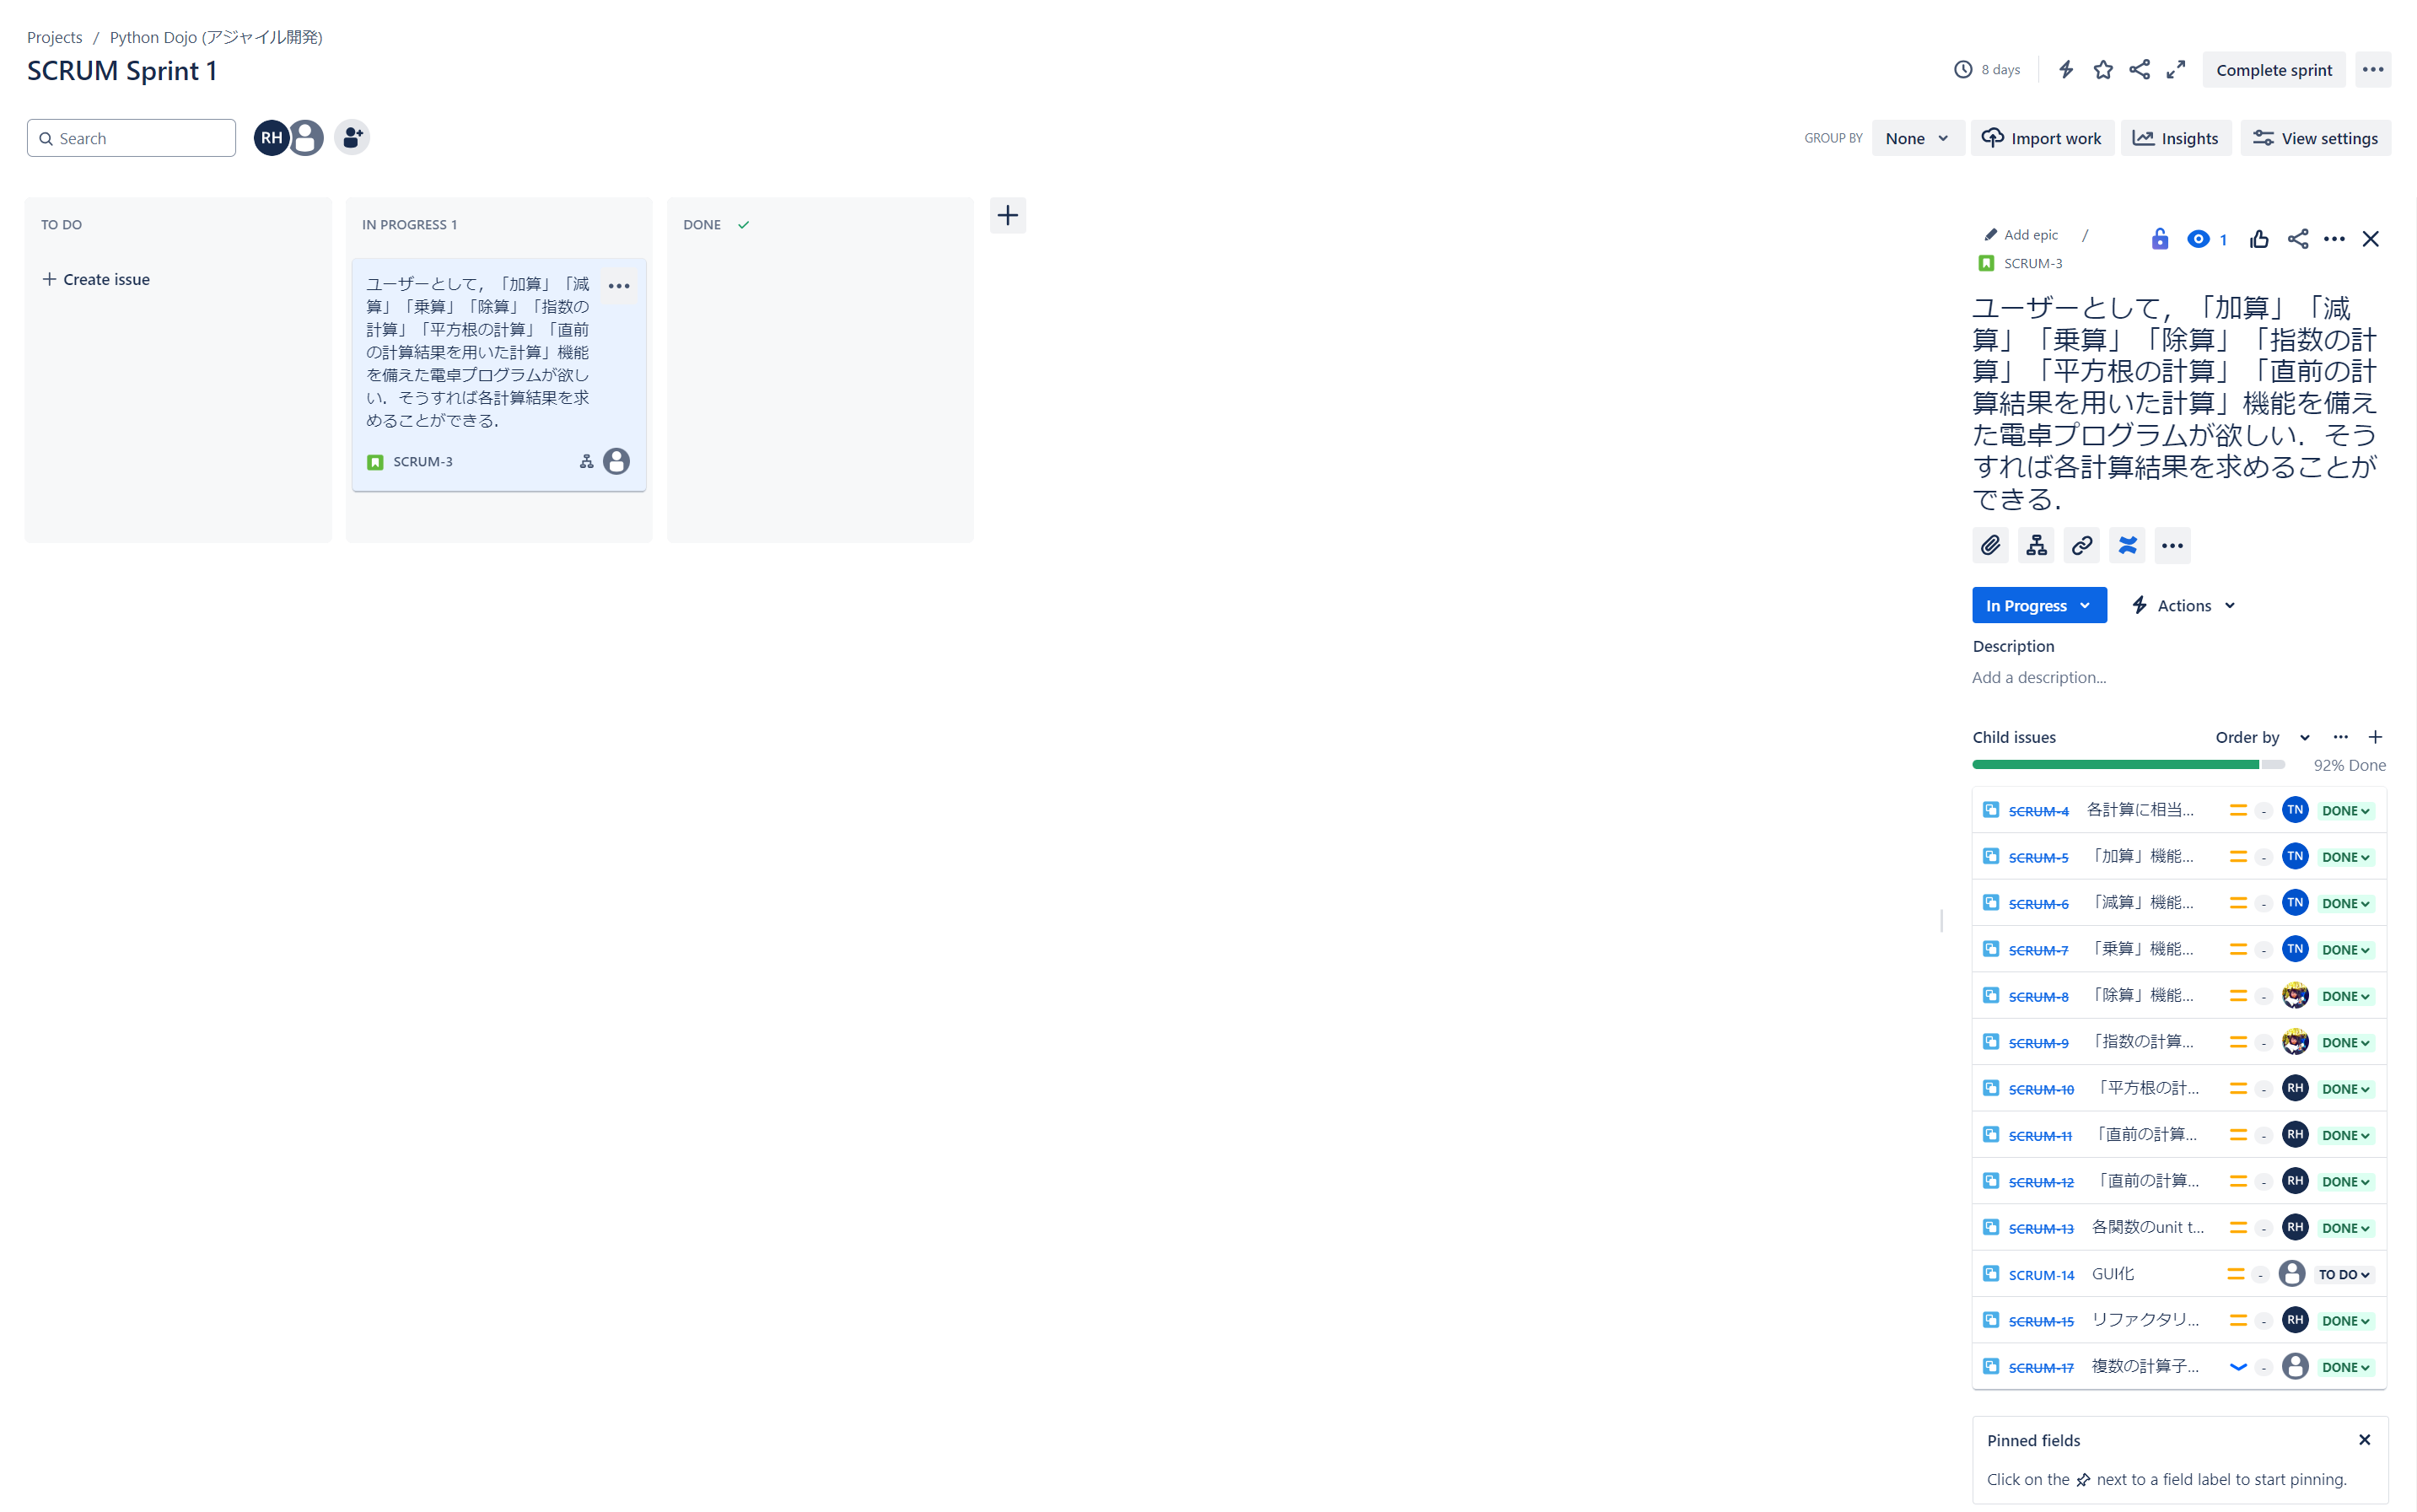 Projects / Python Dojo (アジャイル開発)
SCRUM Sprint 1
8 days
Complete sprint
Search
RH
GROUP BY
None
Import work
Insights
View settings
TO DO
Create issue
IN PROGRESS 1
ユーザーとして，「加算」「減
算」「乗算」「除算」「指数の
計算」「平方根の計算」「直前
の計算結果を用いた計算」機能
を備えた電卓プログラムが欲し
い．そうすれば各計算結果を求
めることができる．
SCRUM-3
DONE
Add epic /
1
SCRUM-3
ユーザーとして，「加算」「減
算」「乗算」「除算」「指数の計
算」「平方根の計算」「直前の計
算結果を用いた計算」機能を備え
た電卓プログラムが欲しい．そう
すれば各計算結果を求めることが
できる．
In Progress
Actions
Description
Add a description...
Child issues
Order by
92% Done
SCRUM-4 各計算に相当... - TN DONE
SCRUM-5 「加算」機能... - TN DONE
SCRUM-6 「減算」機能... - TN DONE
SCRUM-7 「乗算」機能... - TN DONE
SCRUM-8 「除算」機能... - DONE
SCRUM-9 「指数の計算... - DONE
SCRUM-10 「平方根の計... - RH DONE
SCRUM-11 「直前の計算... - RH DONE
SCRUM-12 「直前の計算... - RH DONE
SCRUM-13 各関数のunit t... - RH DONE
SCRUM-14 GUI化 - TO DO
SCRUM-15 リファクタリ... - RH DONE
SCRUM-17 複数の計算子... - DONE
Pinned fields
Click on the next to a field label to start pinning.